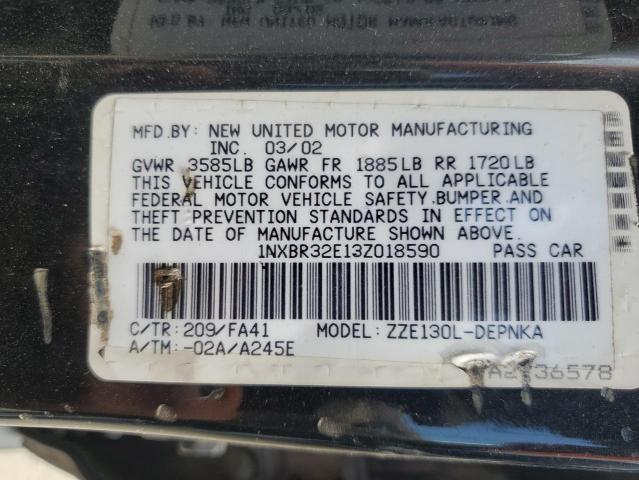 MFD.BY: NEW UNITED MOTOR MANUFACTURING
INC. 03/02
GVWR 3585LB GAWR FR 1885LB RR 1720LB
THIS VEHICLE CONFORMS TO ALL APPLICABLE
FEDERAL MOTOR VEHICLE SAFETY,BUMPER,AND
THEFT PREVENTION STANDARDS IN EFFECT ON
THE DATE OF MANUFACTURE SHOWN ABOVE.
1NXBR32E13Z018590 PASS CAR
C/TR: 209/FA41 MODEL: ZZE130L-DEPNKA
A/TM: -02A/A245E